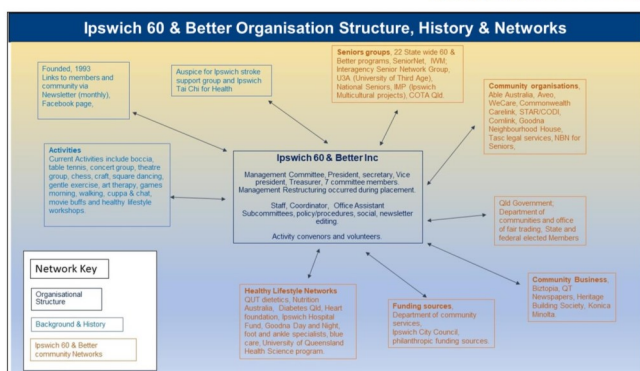 Ipswich 60 & Better Organisation Structure, History & Networks
Founded, 1993
Links to members and
community via
Newsletter (monthly),
Facebook page,
Auspice for Ipswich stroke
support group and Ipswich
Tai Chi for Health
Seniors groups, 22 State wide 60 &
Better programs, SeniorNet, IWM;
Interagency Senior Network Group,
U3A (University of Third Age),
National Seniors, IMP (Ipswich
Multicultural projects), COTA Qld.
Community organisations,
Able Australia, Aveo,
WeCare, Commonwealth
Carelink, STAR/CODI,
Comlink, Goodna
Neighbourhood House,
Tasc legal services, NBN for
Seniors,
Activities
Current Activities include boccia,
table tennis, concert group, theatre
group, chess, craft, square dancing,
gentle exercise, art therapy, games
morning, walking, cuppa & chat,
movie buffs and healthy lifestyle
workshops.
Ipswich 60 & Better Inc
Management Committee, President, secretary, Vice
president, Treasurer, 7 committee members.
Management Restructuring occurred during placement.
Staff, Coordinator, Office Assistant
Subcommittees, policy/procedures, social, newsletter
editing.
Activity convenors and volunteers.
Qld Government;
Department of
communities and office
of fair trading, State and
federal elected Members
Network Key
Organisational
Structure
Background & History
Ipswich 60 & Better
community Networks
Healthy Lifestyle Networks
QUT dietetics, Nutrition
Australia, Diabetes Qld, Heart
foundation, Ipswich Hospital
Fund, Goodna Day and Night,
foot and ankle specialists, blue
care, University of Queensland
Health Science program.
Funding sources,
Department of community
services,
Ipswich City Council,
philanthropic funding sources.
Community Business,
Biztopia, QT
Newspapers, Heritage
Building Society, Konica
Minolta.